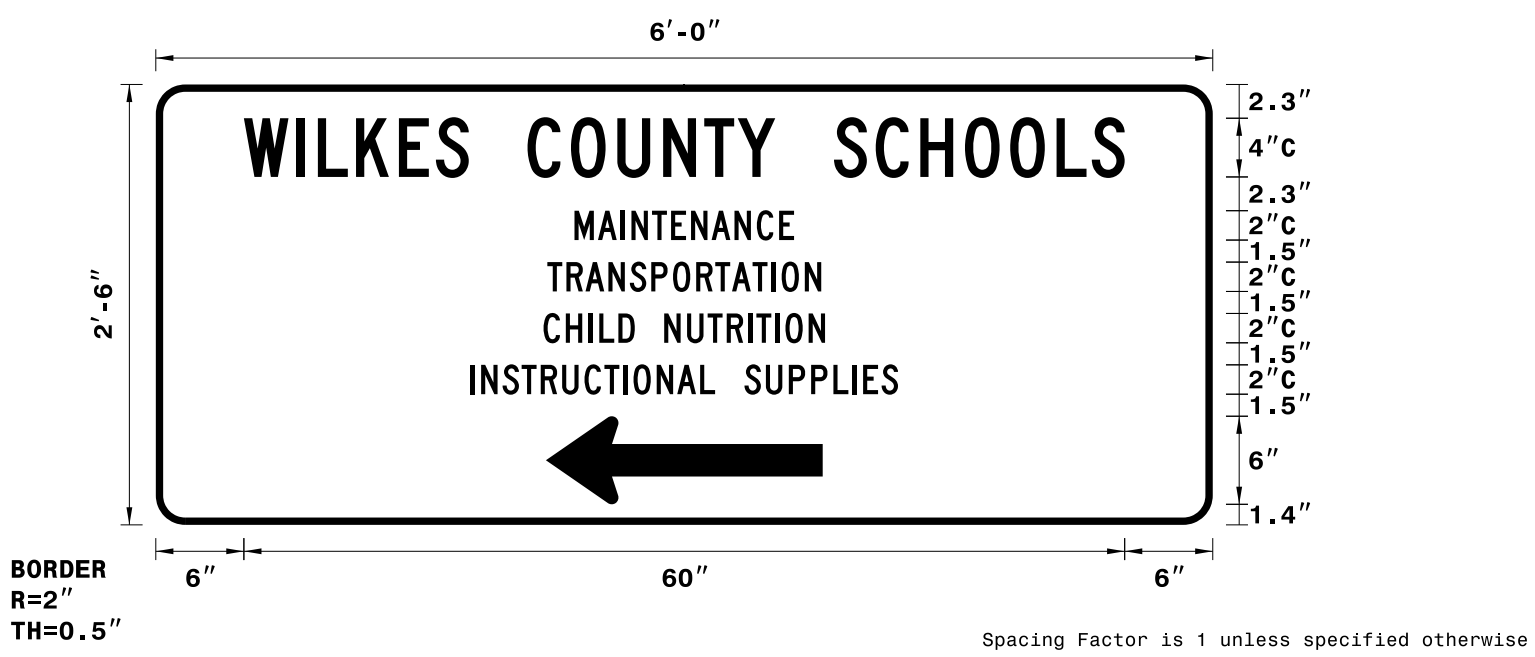 6′-0″
WILKES COUNTY SCHOOLS
MAINTENANCE
TRANSPORTATION
CHILD NUTRITION
INSTRUCTIONAL SUPPLIES
2′-6″
2.3″
4″C
2.3″
2″C
1.5″
2″C
1.5″
2″C
1.5″
2″C
1.5″
6″
1.4″
6″ 60″ 6″
BORDER
R=2″
TH=0.5″
Spacing Factor is 1 unless specified otherwise